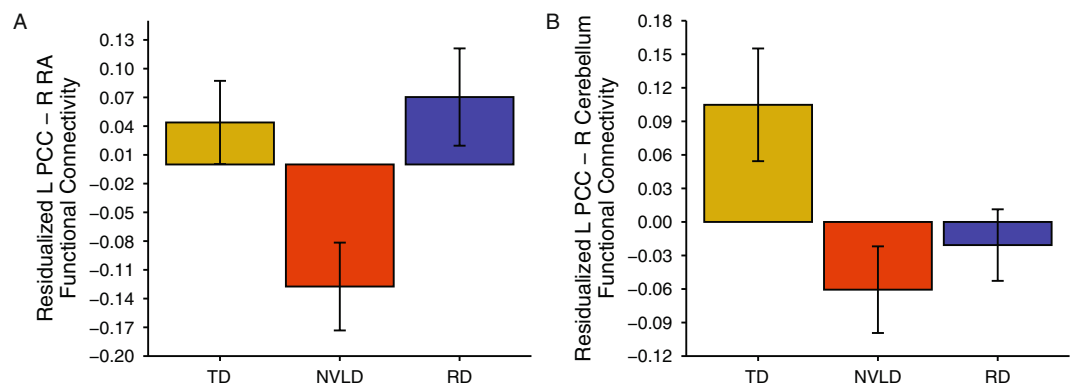 A
Residualized L PCC – R RA
Functional Connectivity
0.13
0.10
0.07
0.04
0.01
−0.02
−0.05
−0.08
−0.11
−0.14
−0.17
−0.20
TD NVLD RD
B
Residualized L PCC – R Cerebellum
Functional Connectivity
0.18
0.15
0.12
0.09
0.06
0.03
0.00
−0.03
−0.06
−0.09
−0.12
TD NVLD RD